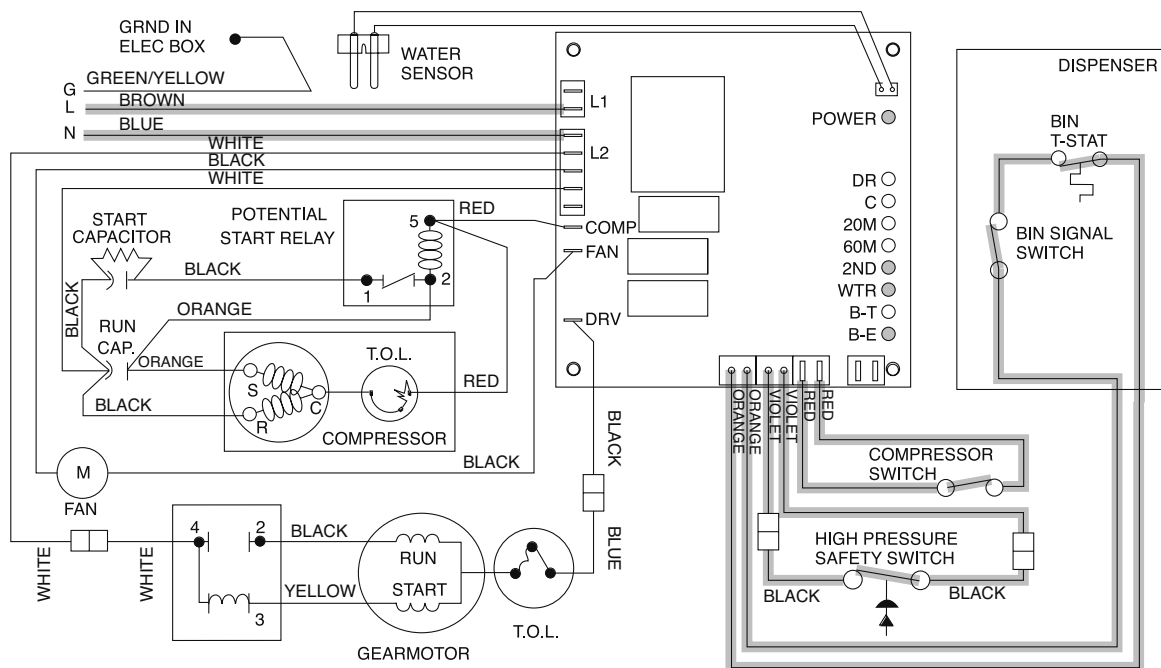 GRND IN
ELEC BOX
WATER
SENSOR
G
GREEN/YELLOW
L
BROWN
N
BLUE
WHITE
BLACK
WHITE
L1
L2
POWER
DR
C
20M
60M
2ND
WTR
B-T
B-E
COMP
FAN
DRV
DISPENSER
BIN
T-STAT
BIN SIGNAL
SWITCH
START
CAPACITOR
POTENTIAL
START RELAY
5
RED
BLACK
1
2
BLACK
ORANGE
RUN
CAP.
ORANGE
T.O.L.
RED
S
C
R
BLACK
COMPRESSOR
BLACK
M
FAN
ORANGE
ORANGE
VIOLET
VIOLET
RED
RED
COMPRESSOR
SWITCH
HIGH PRESSURE
SAFETY SWITCH
BLACK
BLACK
BLACK
BLUE
WHITE
WHITE
4
2
BLACK
RUN
YELLOW
START
3
T.O.L.
GEARMOTOR